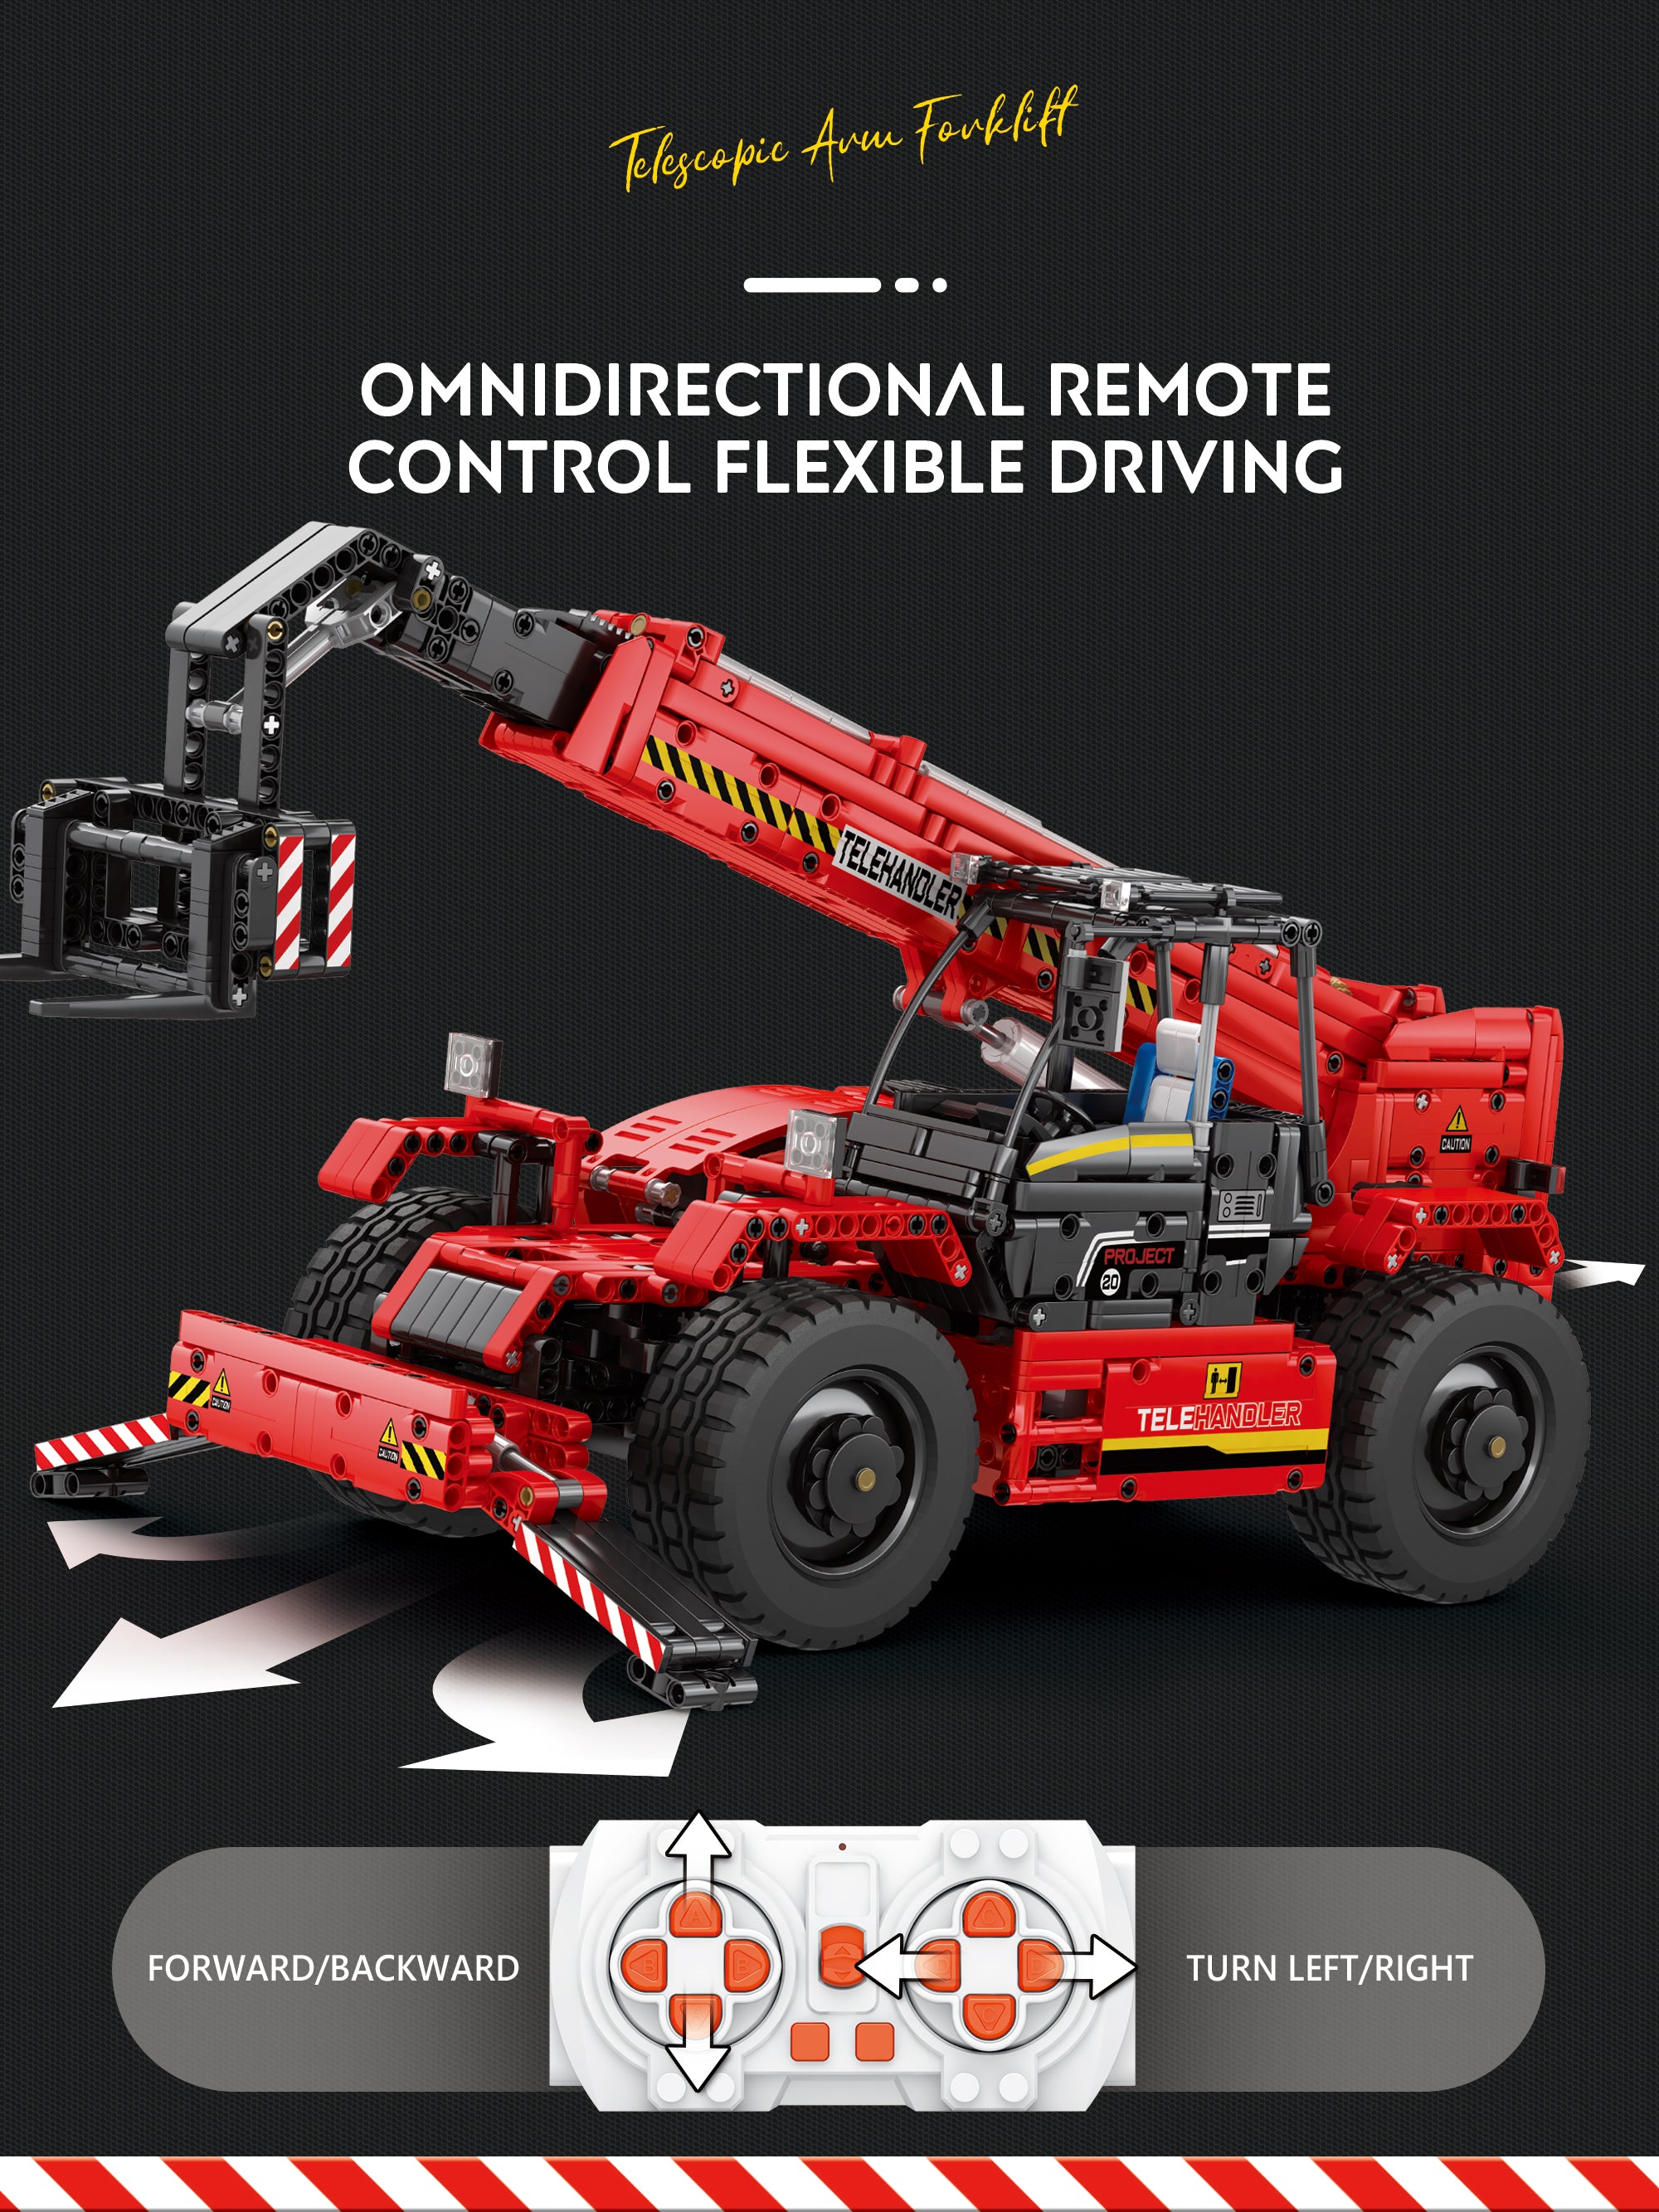 Telescopic Arm Forklift
OMNIDIRECTIONAL REMOTE
CONTROL FLEXIBLE DRIVING
TELEHANDLER
CAUTION
PROJECT
20
TELEHANDLER
CAUTION
CAUTION
A
C
B
B
D
C
FORWARD/BACKWARD
TURN LEFT/RIGHT